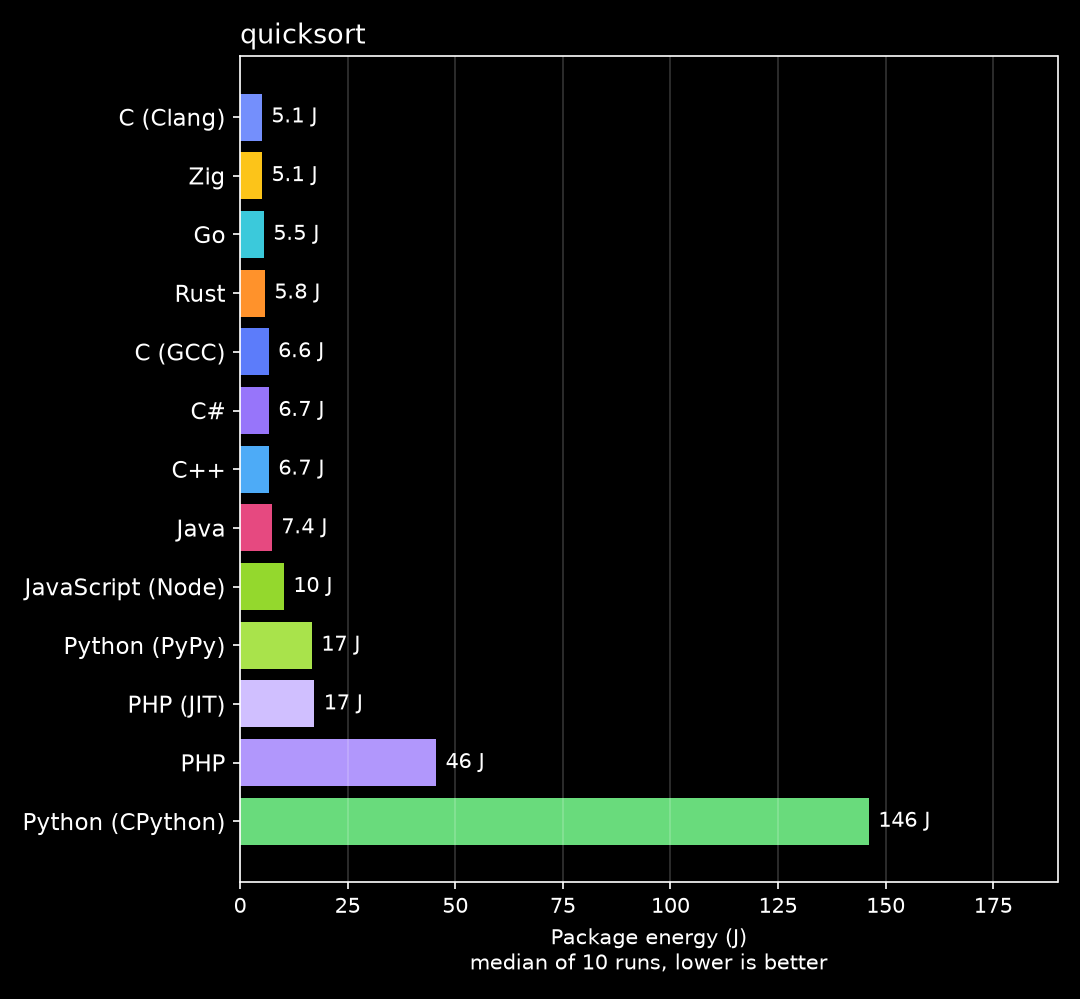 quicksort
C (Clang) 5.1 J
Zig 5.1 J
Go 5.5 J
Rust 5.8 J
C (GCC) 6.6 J
C# 6.7 J
C++ 6.7 J
Java 7.4 J
JavaScript (Node) 10 J
Python (PyPy) 17 J
PHP (JIT) 17 J
PHP 46 J
Python (CPython) 146 J
0 25 50 75 100 125 150 175
Package energy (J)
median of 10 runs, lower is better